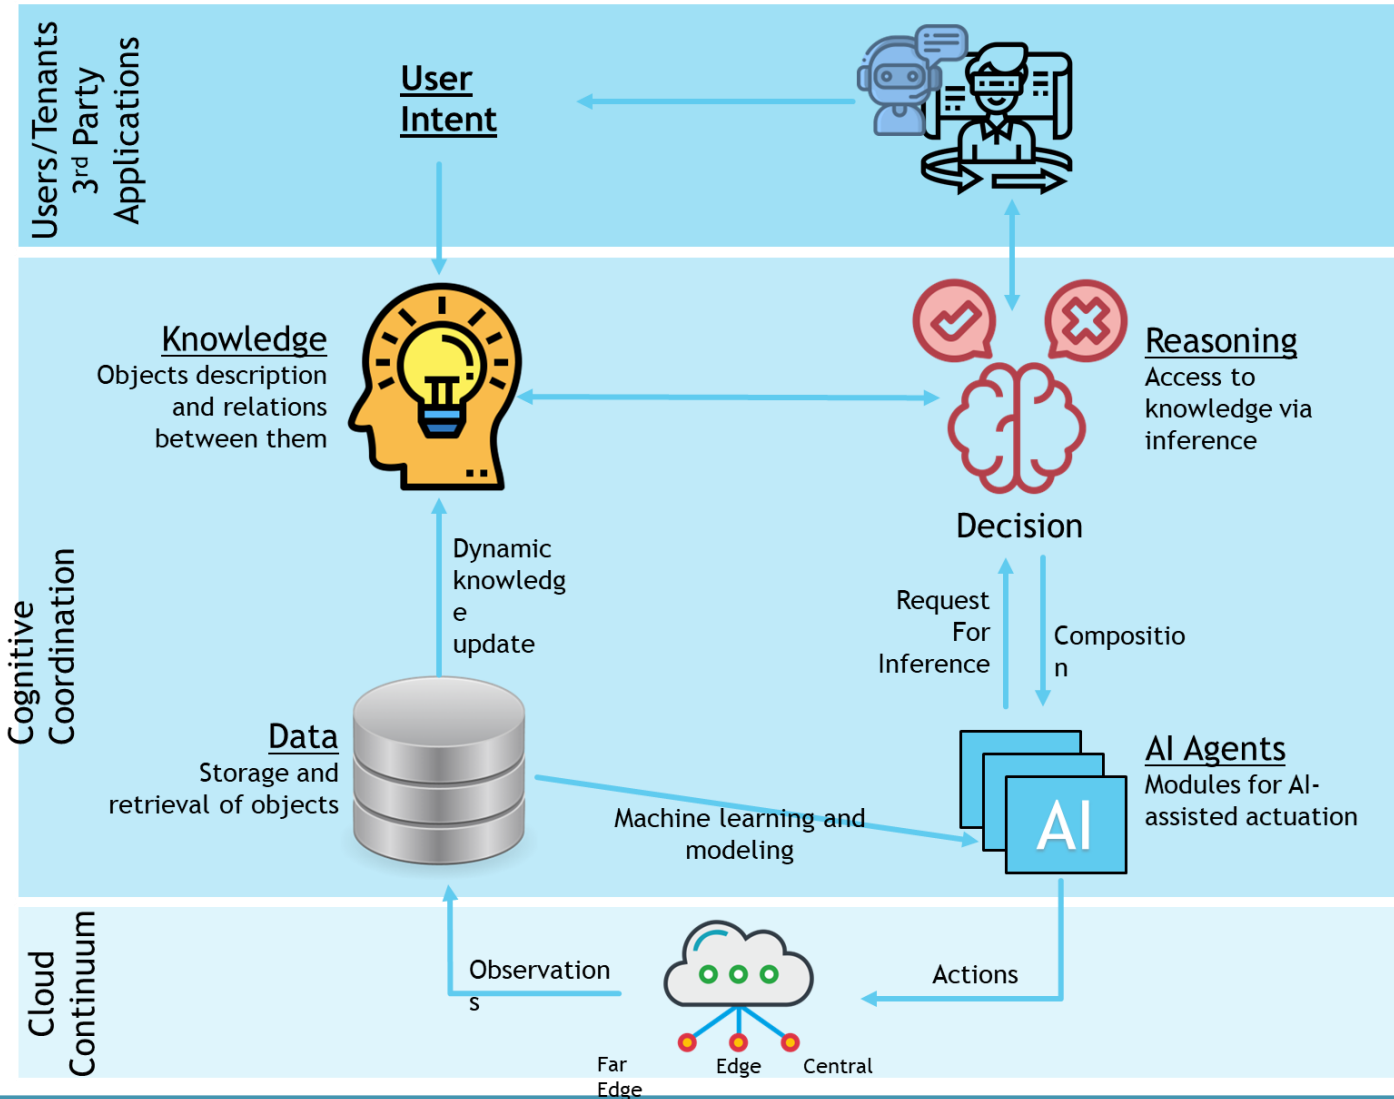 Users/Tenants
3rd Party
Applications
User
Intent
Knowledge
Objects description
and relations
between them
Reasoning
Access to
knowledge via
inference
Decision
Cognitive
Coordination
Dynamic
knowledg
e
update
Request
For
Inference
Compositio
n
Data
Storage and
retrieval of objects
Machine learning and
modeling
AI Agents
Modules for AI-
assisted actuation
AI
Cloud
Continuum
Observation
s
Actions
Far
Edge
Edge
Central